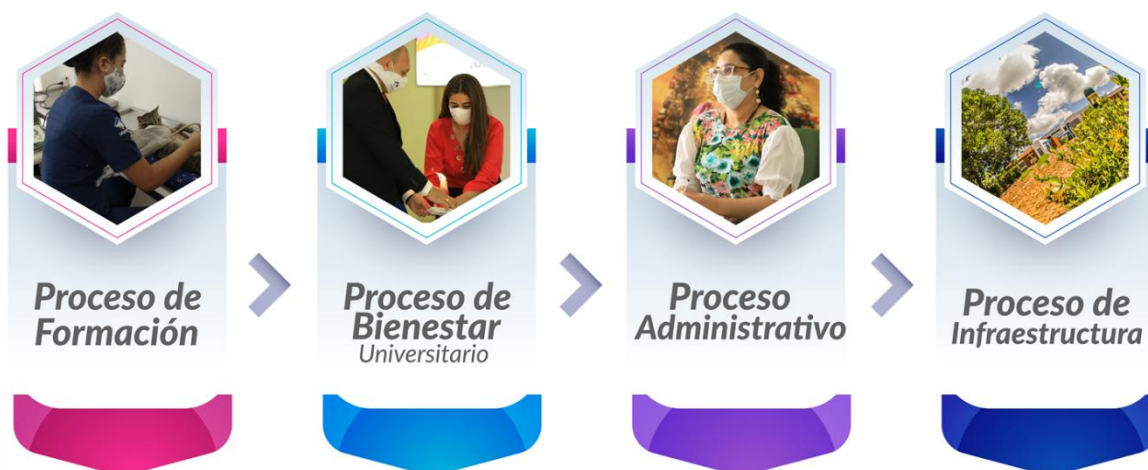 Proceso de
Formación
Proceso de
Bienestar
Universitario
Proceso
Administrativo
Proceso de
Infraestructura